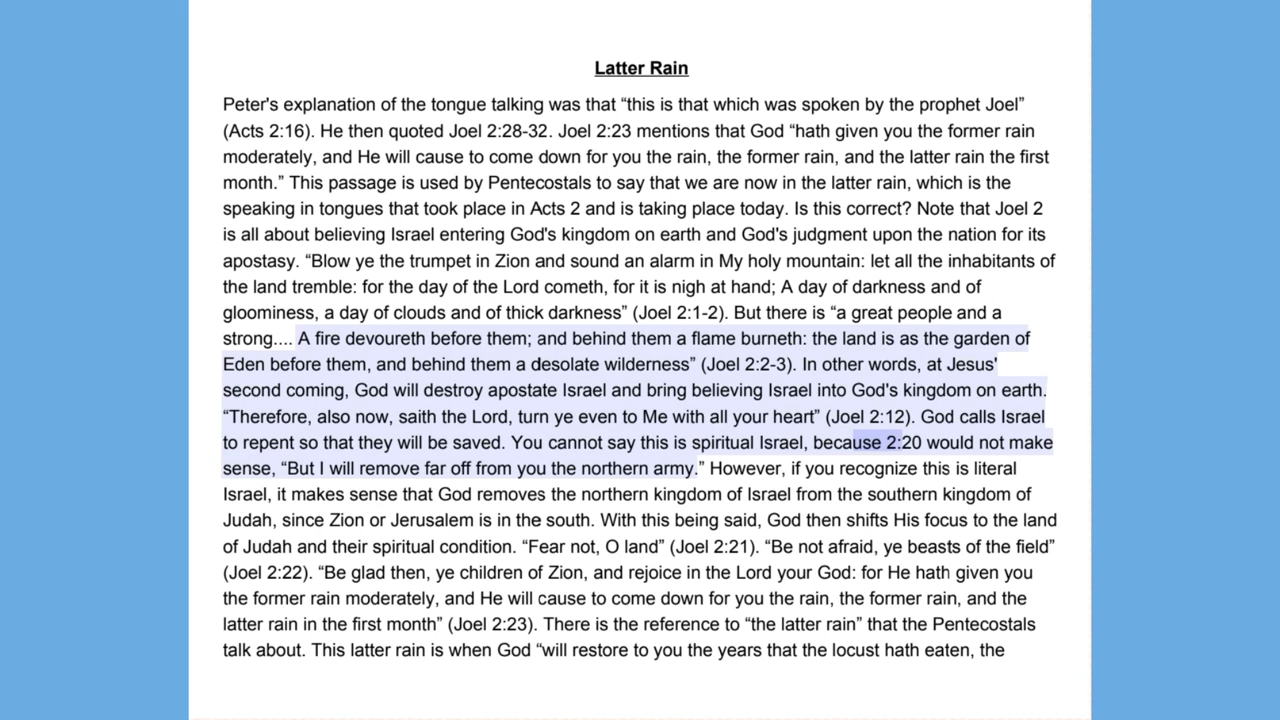 Latter Rain
Peter's explanation of the tongue talking was that “this is that which was spoken by the prophet Joel”
(Acts 2:16). He then quoted Joel 2:28-32. Joel 2:23 mentions that God “hath given you the former rain
moderately, and He will cause to come down for you the rain, the former rain, and the latter rain the first
month.” This passage is used by Pentecostals to say that we are now in the latter rain, which is the
speaking in tongues that took place in Acts 2 and is taking place today. Is this correct? Note that Joel 2
is all about believing Israel entering God's kingdom on earth and God's judgment upon the nation for its
apostasy. “Blow ye the trumpet in Zion and sound an alarm in My holy mountain: let all the inhabitants of
the land tremble: for the day of the Lord cometh, for it is nigh at hand; A day of darkness and of
gloominess, a day of clouds and of thick darkness” (Joel 2:1-2). But there is “a great people and a
strong.... A fire devoureth before them; and behind them a flame burneth: the land is as the garden of
Eden before them, and behind them a desolate wilderness” (Joel 2:2-3). In other words, at Jesus'
second coming, God will destroy apostate Israel and bring believing Israel into God's kingdom on earth.
“Therefore, also now, saith the Lord, turn ye even to Me with all your heart” (Joel 2:12). God calls Israel
to repent so that they will be saved. You cannot say this is spiritual Israel, because 2:20 would not make
sense, “But I will remove far off from you the northern army.” However, if you recognize this is literal
Israel, it makes sense that God removes the northern kingdom of Israel from the southern kingdom of
Judah, since Zion or Jerusalem is in the south. With this being said, God then shifts His focus to the land
of Judah and their spiritual condition. “Fear not, O land” (Joel 2:21). “Be not afraid, ye beasts of the field”
(Joel 2:22). “Be glad then, ye children of Zion, and rejoice in the Lord your God: for He hath given you
the former rain moderately, and He will cause to come down for you the rain, the former rain, and the
latter rain in the first month” (Joel 2:23). There is the reference to “the latter rain” that the Pentecostals
talk about. This latter rain is when God “will restore to you the years that the locust hath eaten, the